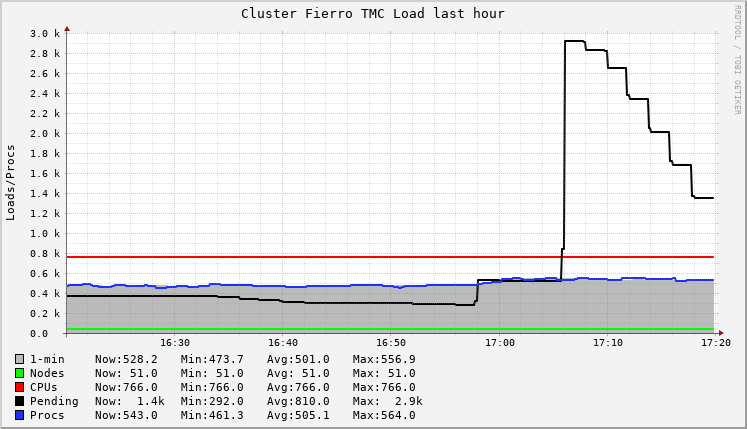 Cluster Fierro TMC Load last hour
RRDTOOL / TOBI OETIKER
Loads/Procs
3.0 k
2.8 k
2.6 k
2.4 k
2.2 k
2.0 k
1.8 k
1.6 k
1.4 k
1.2 k
1.0 k
0.8 k
0.6 k
0.4 k
0.2 k
0.0
16:30 16:40 16:50 17:00 17:10 17:20
1-min Now:528.2 Min:473.7 Avg:501.0 Max:556.9
Nodes Now: 51.0 Min: 51.0 Avg: 51.0 Max: 51.0
CPUs Now:766.0 Min:766.0 Avg:766.0 Max:766.0
Pending Now: 1.4k Min:292.0 Avg:810.0 Max: 2.9k
Procs Now:543.0 Min:461.3 Avg:505.1 Max:564.0